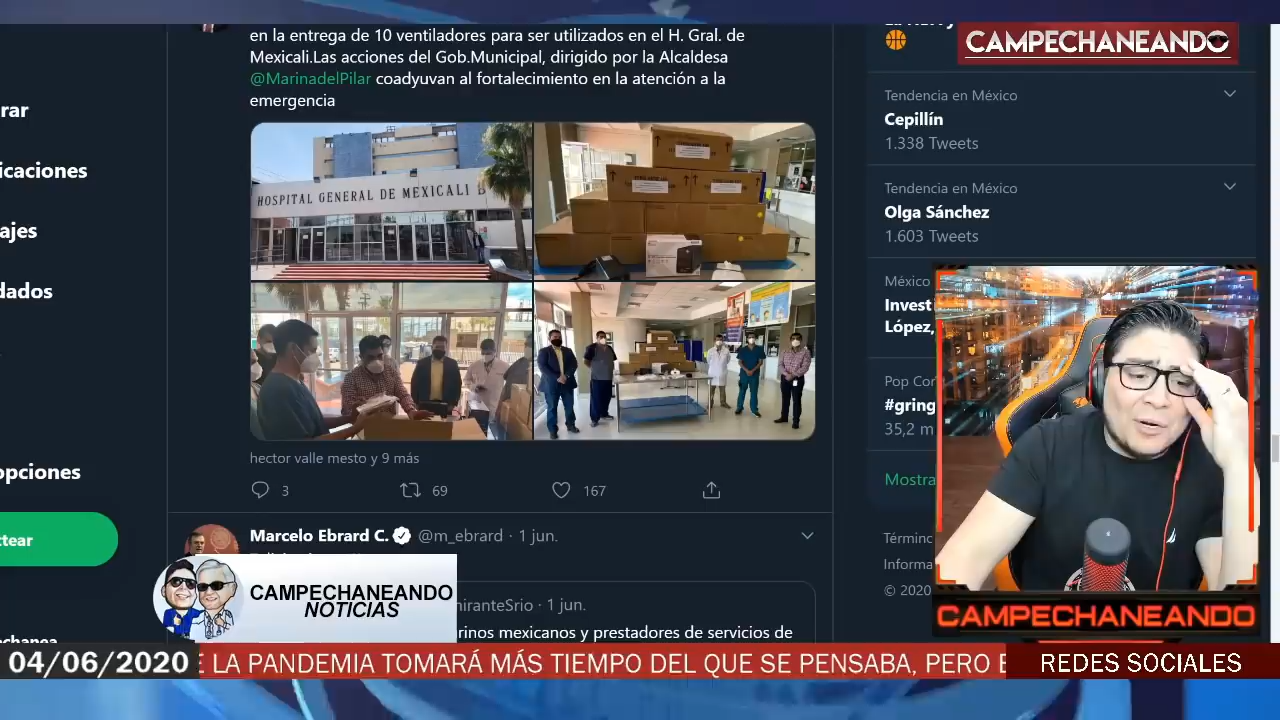 en la entrega de 10 ventiladores para ser utilizados en el H. Gral. de
Mexicali.Las acciones del Gob.Municipal, dirigido por la Alcaldesa
@MarinadelPilar coadyuvan al fortalecimiento en la atención a la
emergencia
HOSPITAL GENERAL DE MEXICALI
hector valle mesto y 9 más
3
69
167
Marcelo Ebrard C. @m_ebrard · 1 jun.
miranteSrio · 1 jun.
rinos mexicanos y prestadores de servicios de
rar
icaciones
ajes
dados
opciones
ttear
CAMPECHANEANDO
Tendencia en México
Cepillín
1.338 Tweets
Tendencia en México
Olga Sánchez
1.603 Tweets
México
Invest
López,
Pop Cor
#gring
35,2 m
Mostra
Términc
Informa
© 2020
CAMPECHANEANDO
CAMPECHANEANDO
NOTICIAS
04/06/2020
E LA PANDEMIA TOMARÁ MÁS TIEMPO DEL QUE SE PENSABA, PERO E
REDES SOCIALES